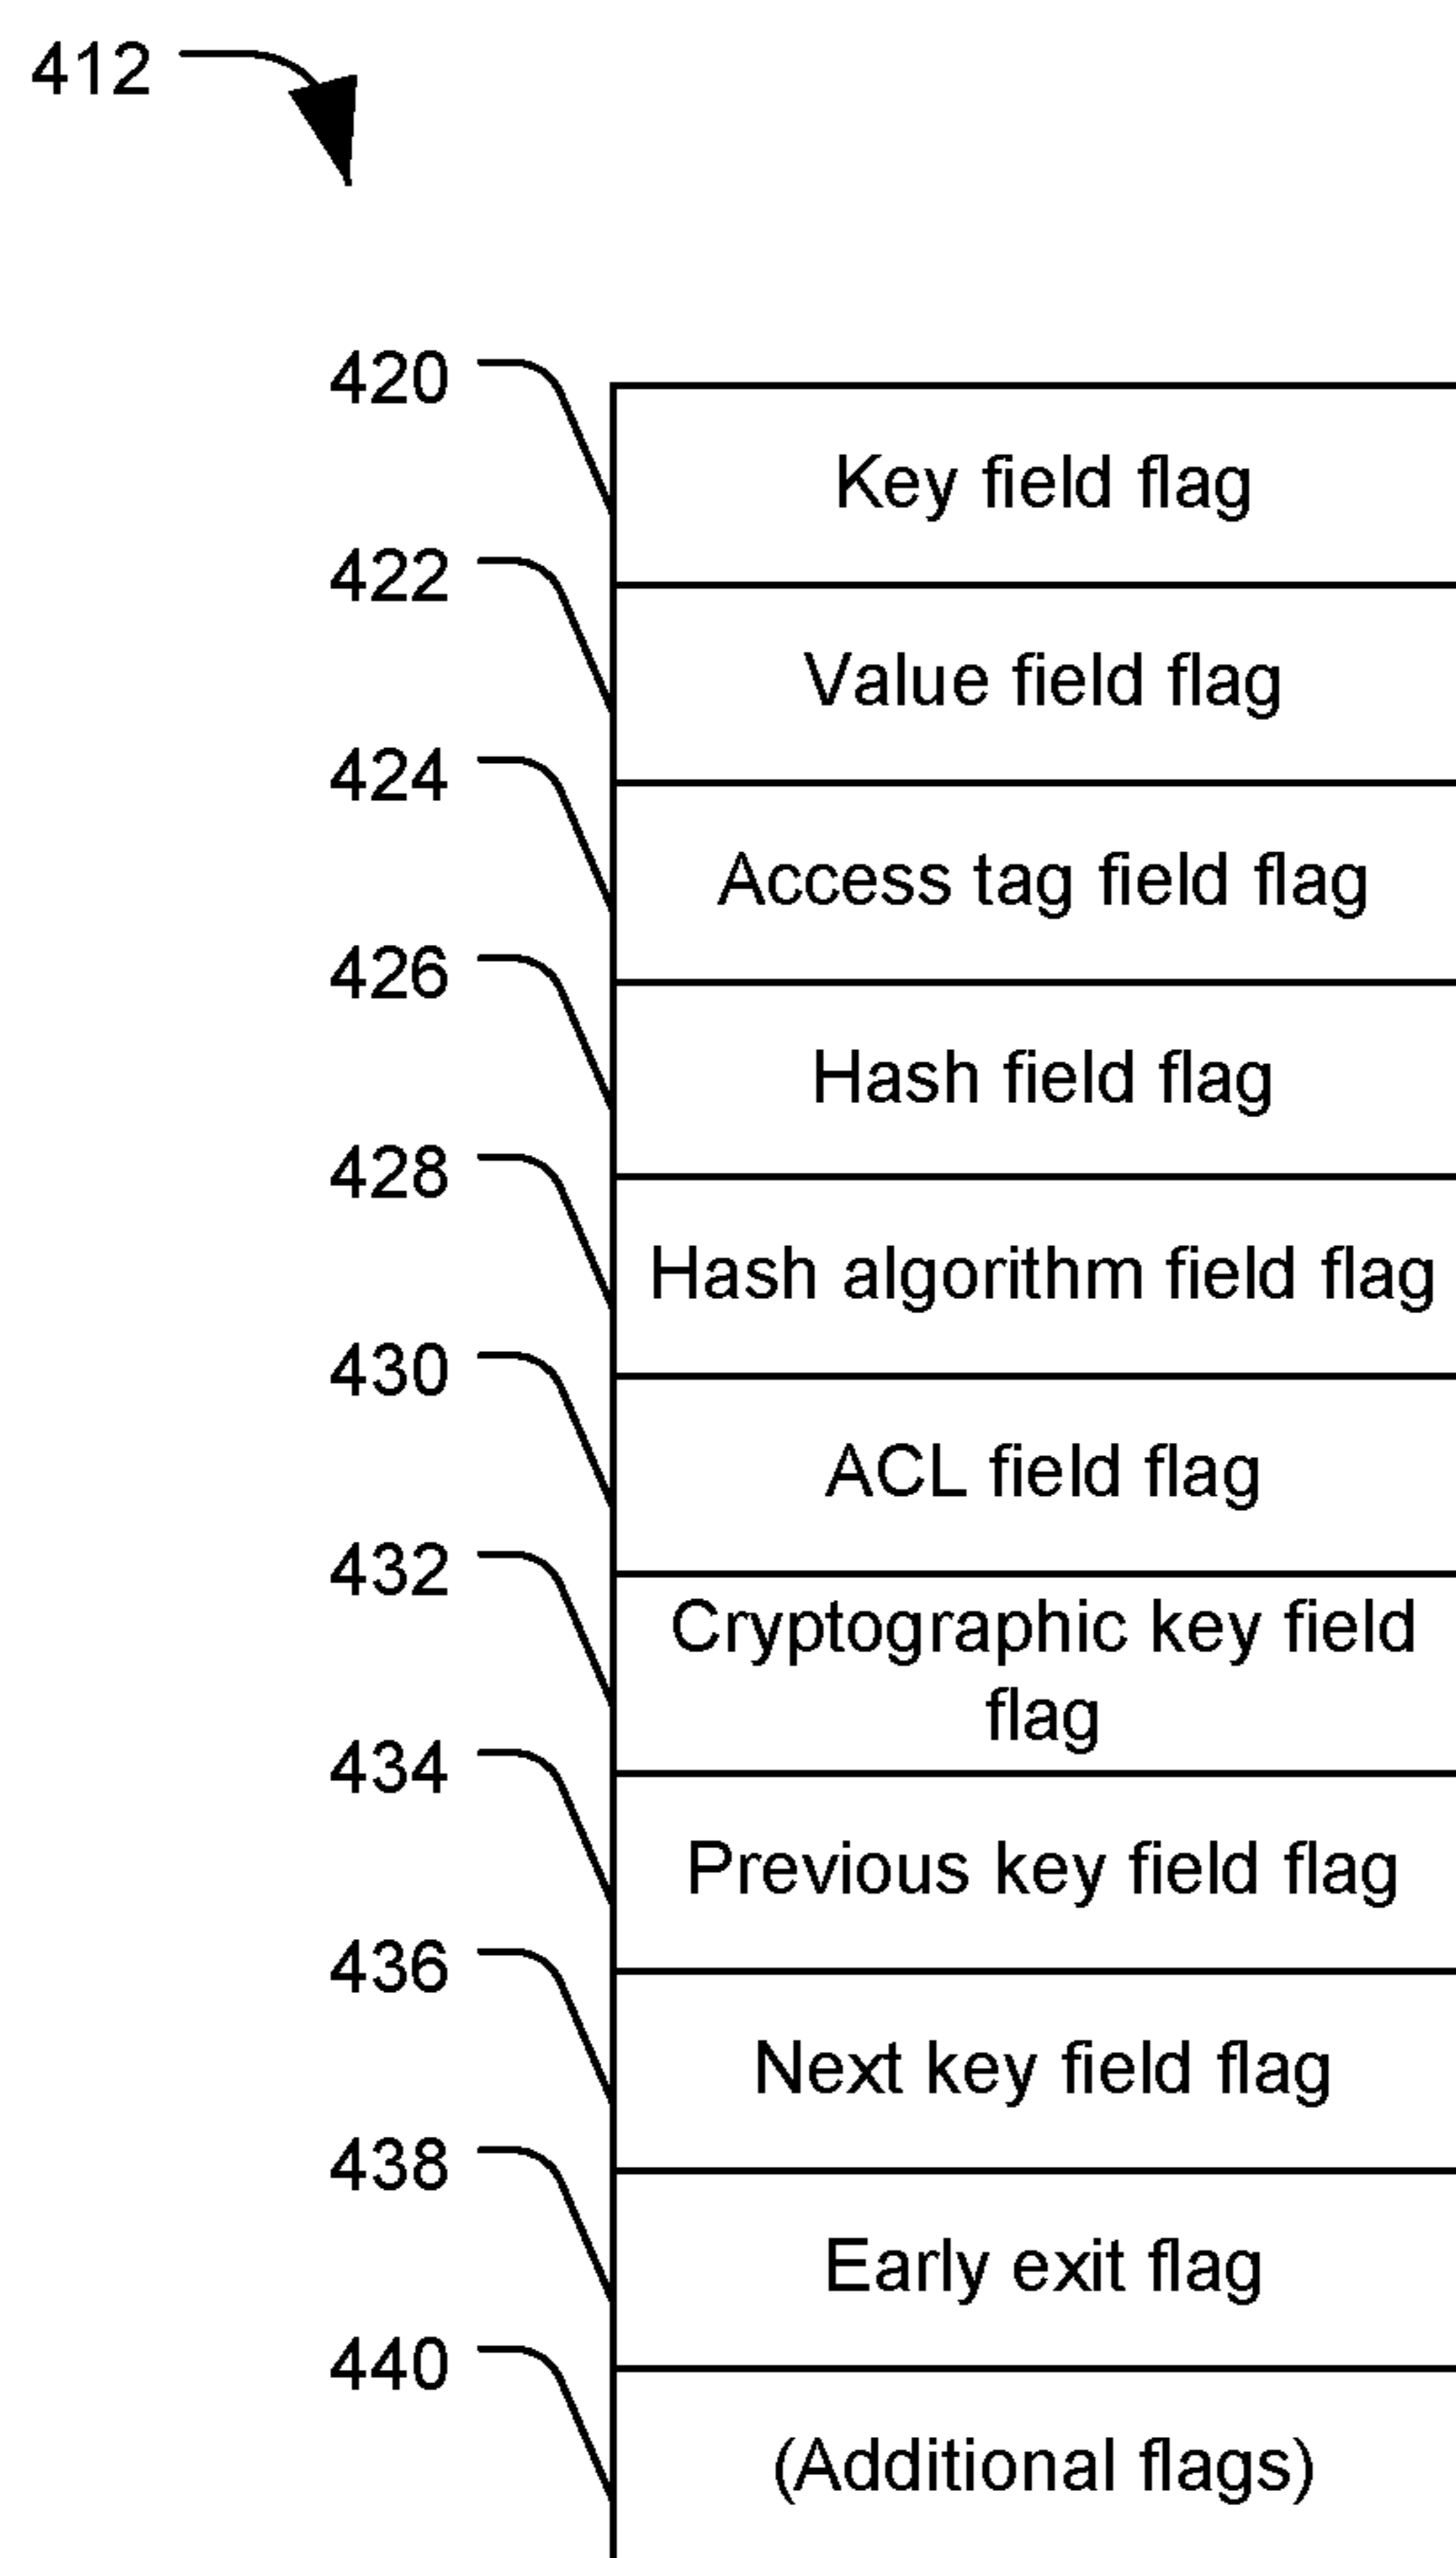 412
420
Key field flag
422
Value field flag
424
Access tag field flag
426
Hash field flag
428
Hash algorithm field flag
430
ACL field flag
432
Cryptographic key field
flag
434
Previous key field flag
436
Next key field flag
438
Early exit flag
440
(Additional flags)